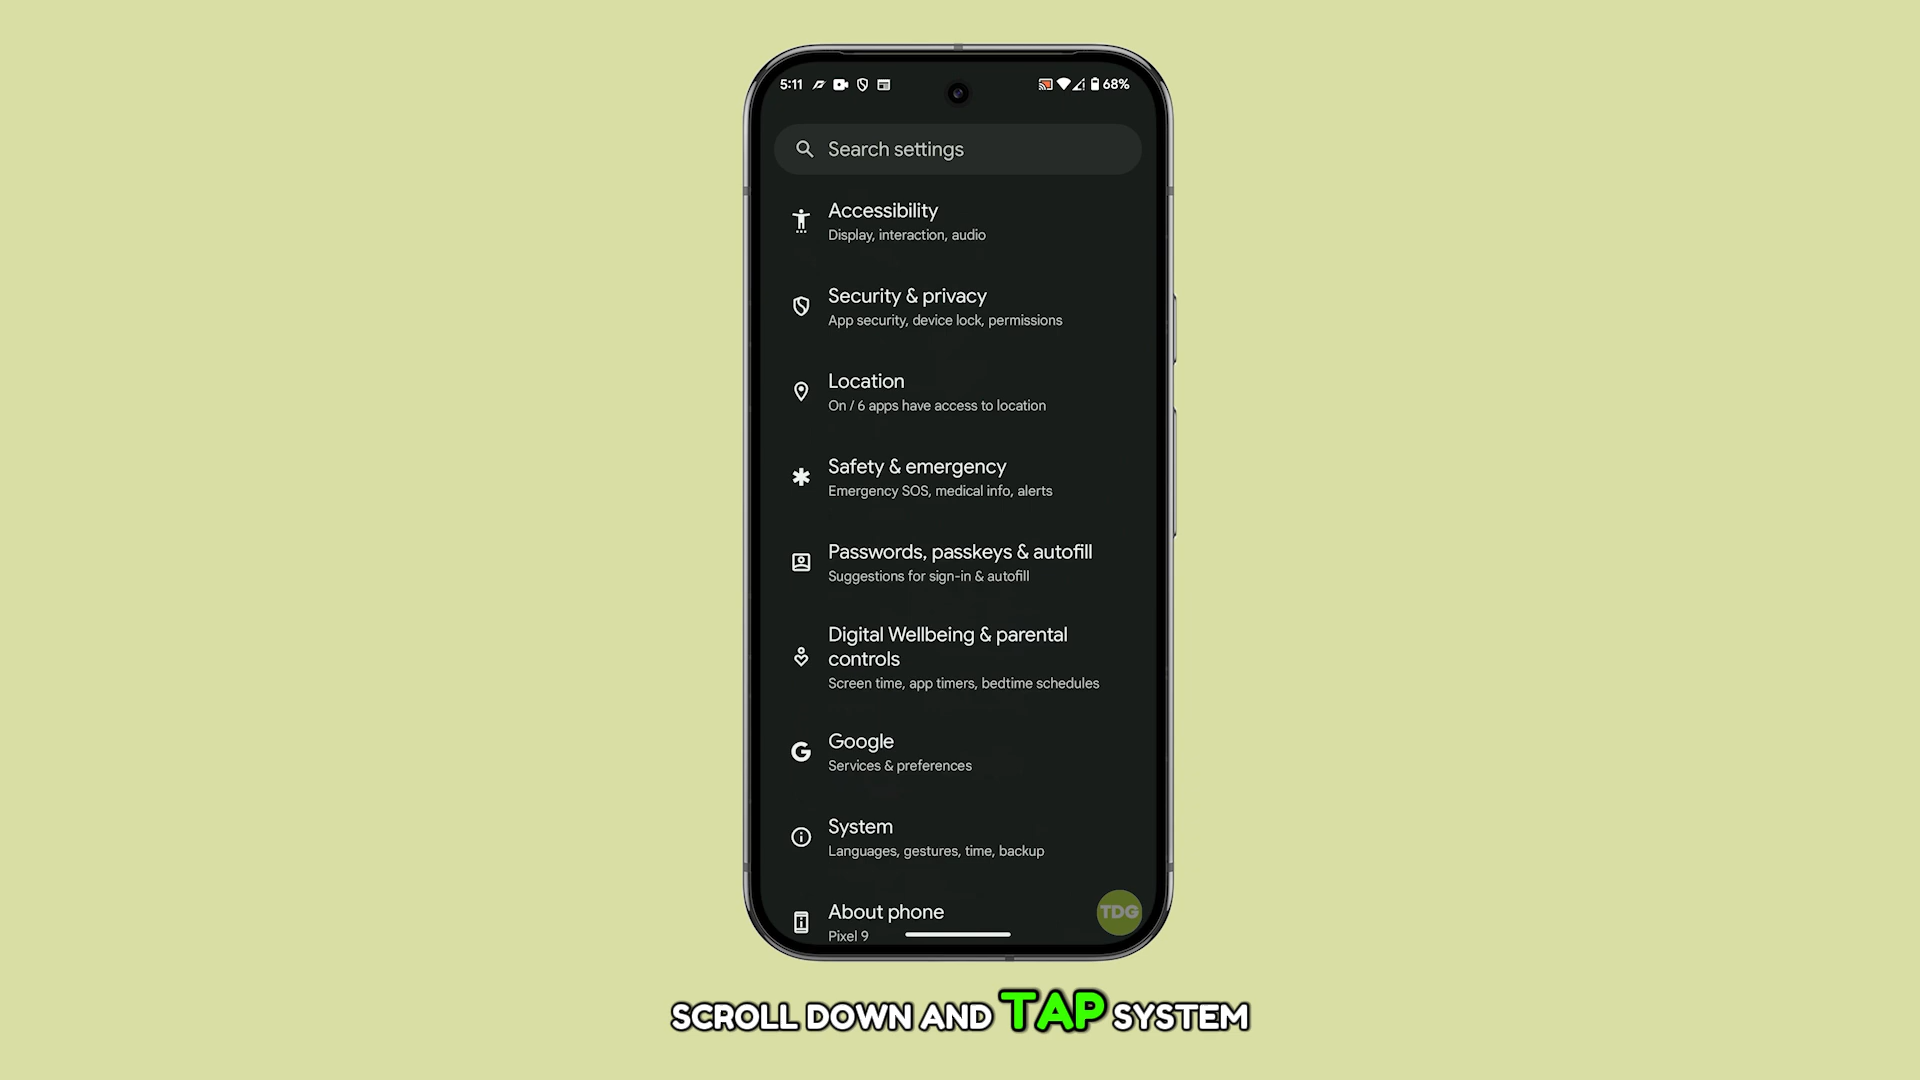 5:11
68%
Search settings
Accessibility
Display, interaction, audio
Security & privacy
App security, device lock, permissions
Location
On / 6 apps have access to location
Safety & emergency
Emergency SOS, medical info, alerts
Passwords, passkeys & autofill
Suggestions for sign-in & autofill
Digital Wellbeing & parental
controls
Screen time, app timers, bedtime schedules
Google
Services & preferences
System
Languages, gestures, time, backup
About phone
Pixel 9
TDG
SCROLL DOWN AND TAP SYSTEM